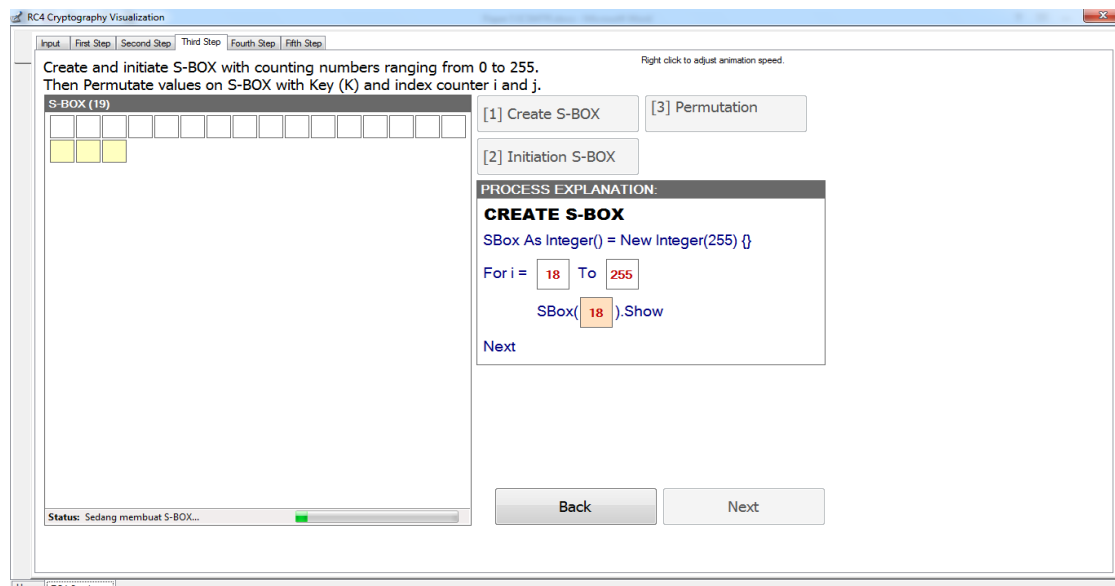 RC4 Cryptography Visualization
Input First Step Second Step Third Step Fourth Step Fifth Step
Create and initiate S-BOX with counting numbers ranging from 0 to 255.
Right click to adjust animation speed.
Then Permutate values on S-BOX with Key (K) and index counter i and j.
S-BOX (19)
[1] Create S-BOX
[3] Permutation
[2] Initiation S-BOX
PROCESS EXPLANATION:
CREATE S-BOX
SBox As Integer() = New Integer(255) {}
For i = 18 To 255
SBox( 18 ).Show
Next
Back
Next
Status: Sedang membuat S-BOX...